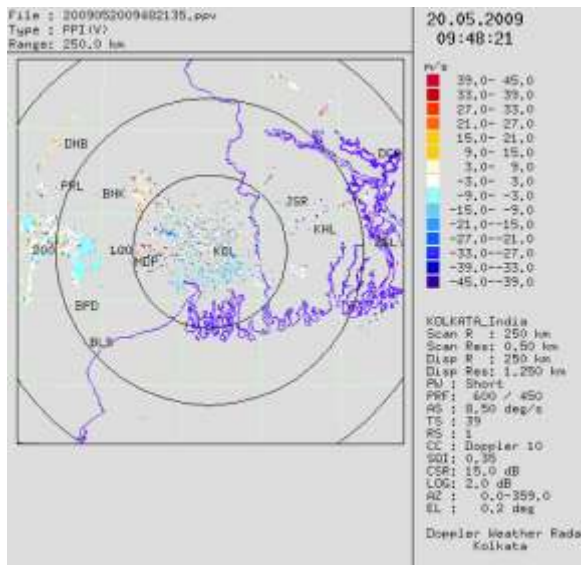 File : 2009052009482135.ppv
Type : PPI(V)
Range: 250.0 km
20.05.2009
09:48:21
m/s
39.0- 45.0
33.0- 39.0
27.0- 33.0
21.0- 27.0
15.0- 21.0
9.0- 15.0
3.0 9.0
-3.0- 3.0
-9.0- -3.0
-15.0- -9.0
-21.0--15.0
-27.0--21.0
-33.0--27.0
-39.0--33.0
-45.0--39.0
DHB
PRL
BNK
JSR
KHL
200
100
MDP
KOL
BPD
BLS
KOLKATA_India
Scan R : 250 km
Scan Res: 0.50 km
Disp R : 250 km
Disp Res: 1.250 km
PW : Short
PRF: 600 / 450
AS : 8.50 deg/s
TS : 39
RS : 1
CC : Doppler 10
SQI: 0.35
CSR: 15.0 dB
LOG: 2.0 dB
AZ : 0.0-359.0
EL : 0.2 deg
Doppler Weather Rada
Kolkata